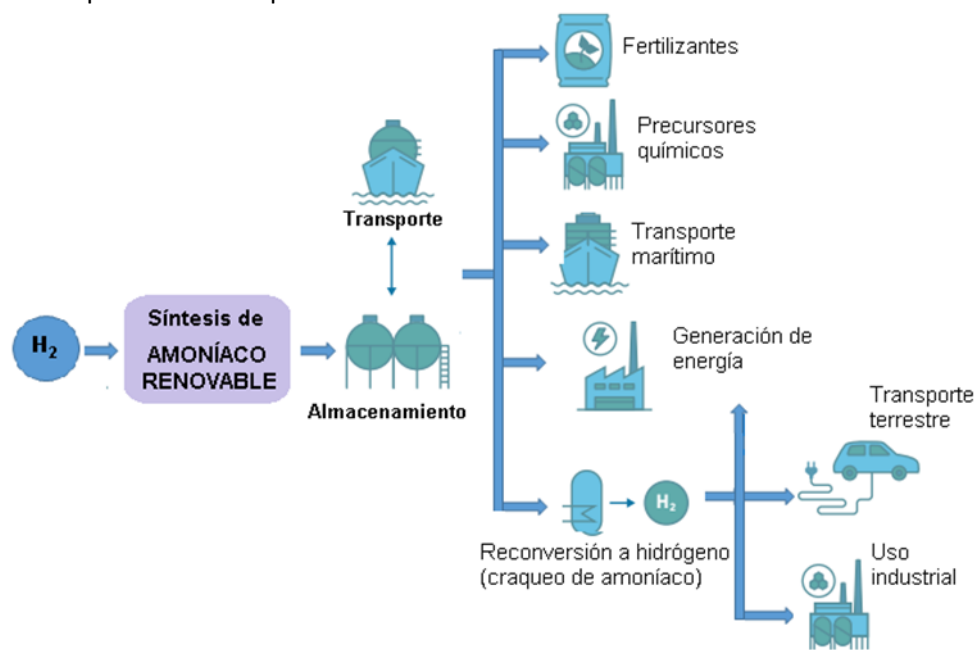 Fertilizantes
Precursores
químicos
Transporte
Transporte
marítimo
H₂
Síntesis de
AMONÍACO
RENOVABLE
Almacenamiento
Generación de
energía
Transporte
terrestre
H₂
Reconversión a hidrógeno
(craqueo de amoníaco)
Uso
industrial